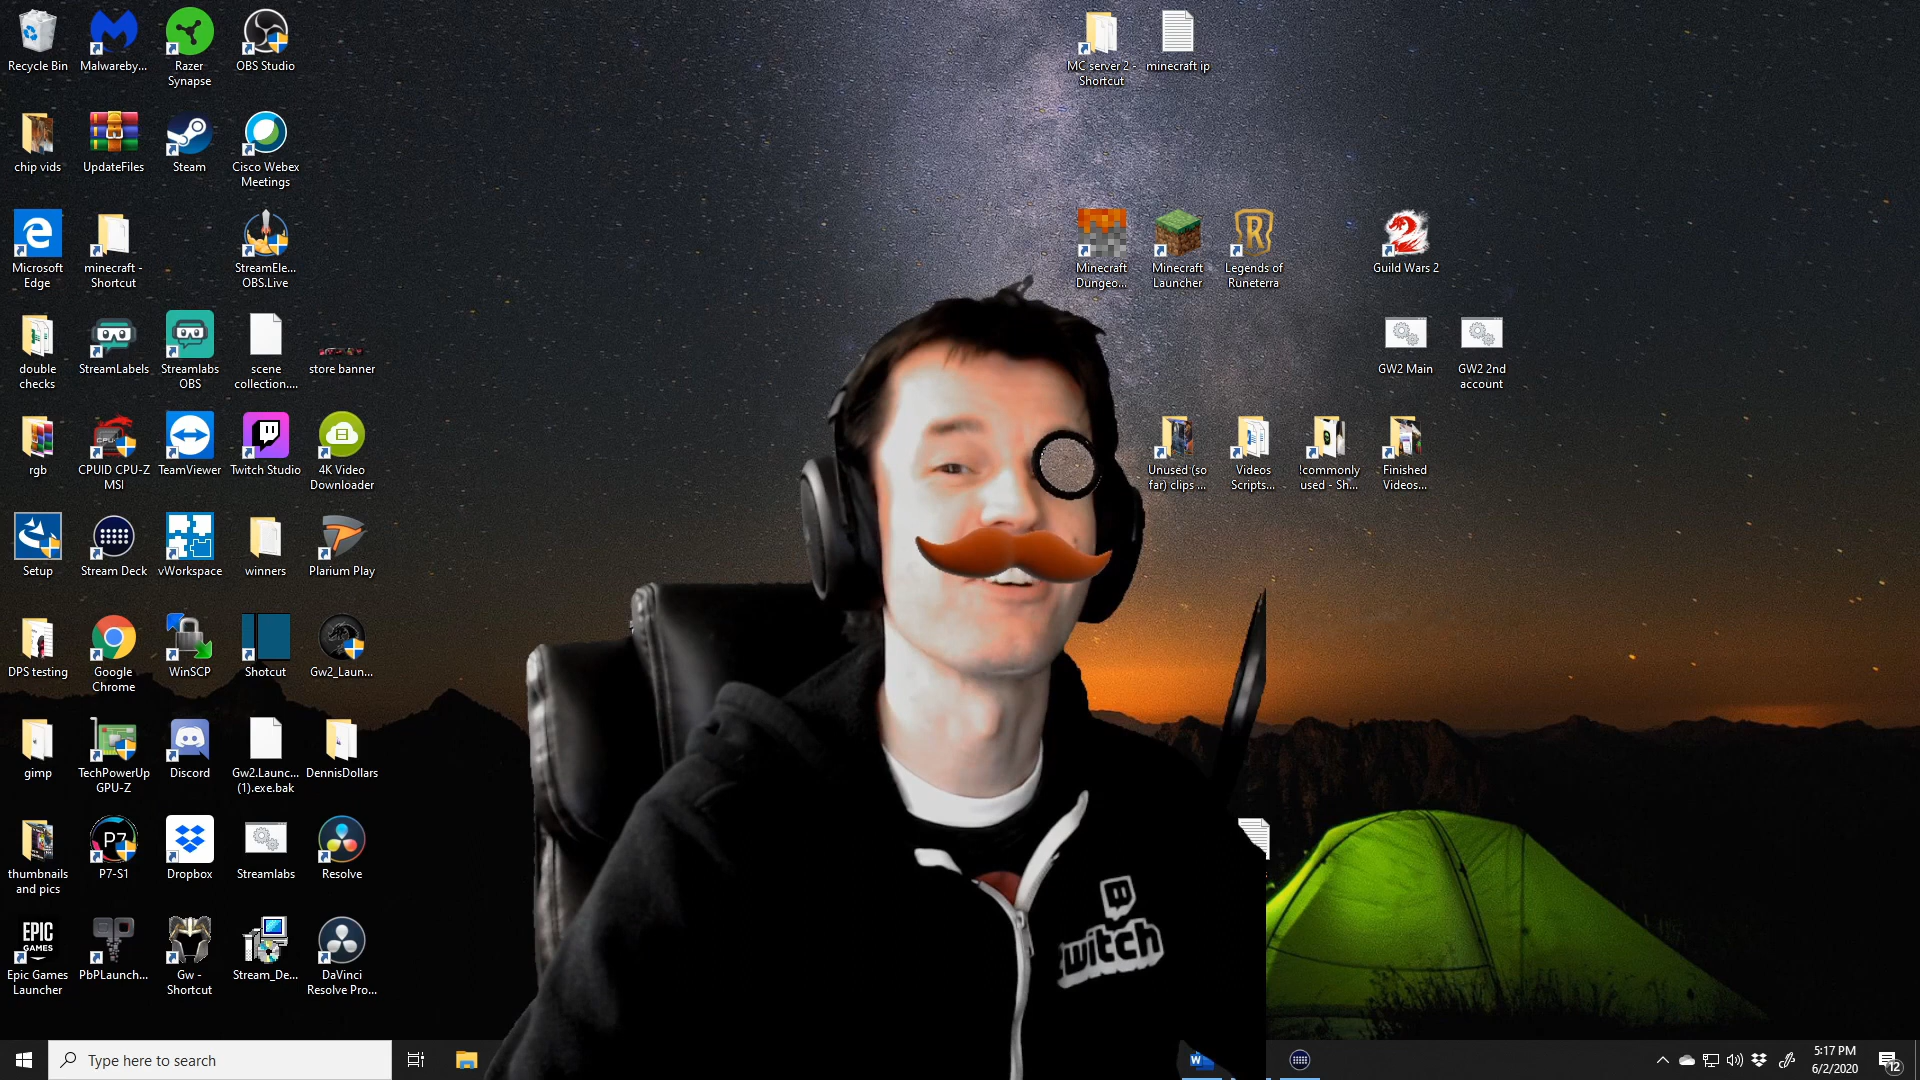 Recycle Bin
Malwareby...
Razer
Synapse
OBS Studio
MC server 2 -
Shortcut
minecraft ip
chip vids
UpdateFiles
Steam
Cisco Webex
Meetings
Microsoft
Edge
minecraft -
Shortcut
StreamEle...
OBS.Live
Minecraft
Dungeo...
Minecraft
Launcher
R
Legends of
Runeterra
Guild Wars 2
double
checks
StreamLabels
Streamlabs
OBS
scene
collection....
store banner
GW2 Main
GW2 2nd
account
rgb
CPU
CPUID CPU-Z
MSI
TeamViewer
Twitch Studio
4K Video
Downloader
Unused (so
far) clips ...
Videos
Scripts...
!commonly
used - Sh...
Finished
Videos...
Setup
Stream Deck
vWorkspace
winners
Plarium Play
DPS testing
Google
Chrome
WinSCP
Shotcut
Gw2_Laun...
gimp
TechPowerUp
GPU-Z
Discord
Gw2.Launc...
(1).exe.bak
DennisDollars
thumbnails
and pics
P7
P7-S1
Dropbox
Streamlabs
Resolve
EPIC
GAMES
Epic Games
Launcher
PbPLaunch...
Gw -
Shortcut
Stream_De...
DaVinci
Resolve Pro...
twitch
Type here to search
W
5:17 PM
6/2/2020
12